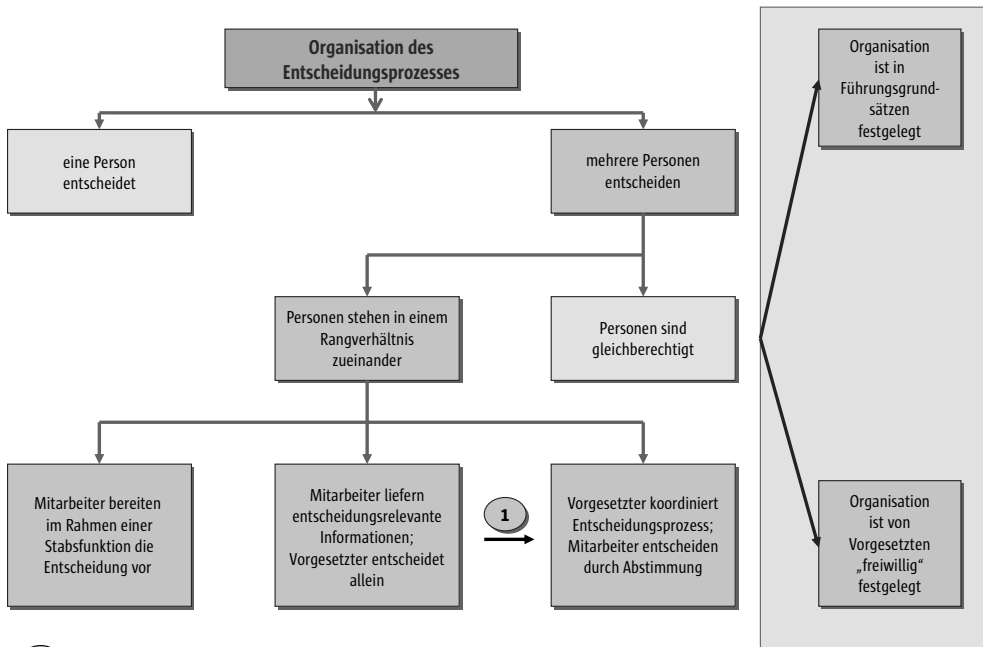 Organisation des
Entscheidungsprozesses
eine Person
entscheidet
mehrere Personen
entscheiden
Personen stehen in einem
Rangverhältnis
zueinander
Personen sind
gleichberechtigt
Mitarbeiter bereiten
im Rahmen einer
Stabsfunktion die
Entscheidung vor
Mitarbeiter liefern
entscheidungsrelevante
Informationen;
Vorgesetzter entscheidet
allein
1
Vorgesetzter koordiniert
Entscheidungsprozess;
Mitarbeiter entscheiden
durch Abstimmung
Organisation
ist in
Führungsgrund-
sätzen
festgelegt
Organisation
ist von
Vorgesetzten
„freiwillig“
festgelegt